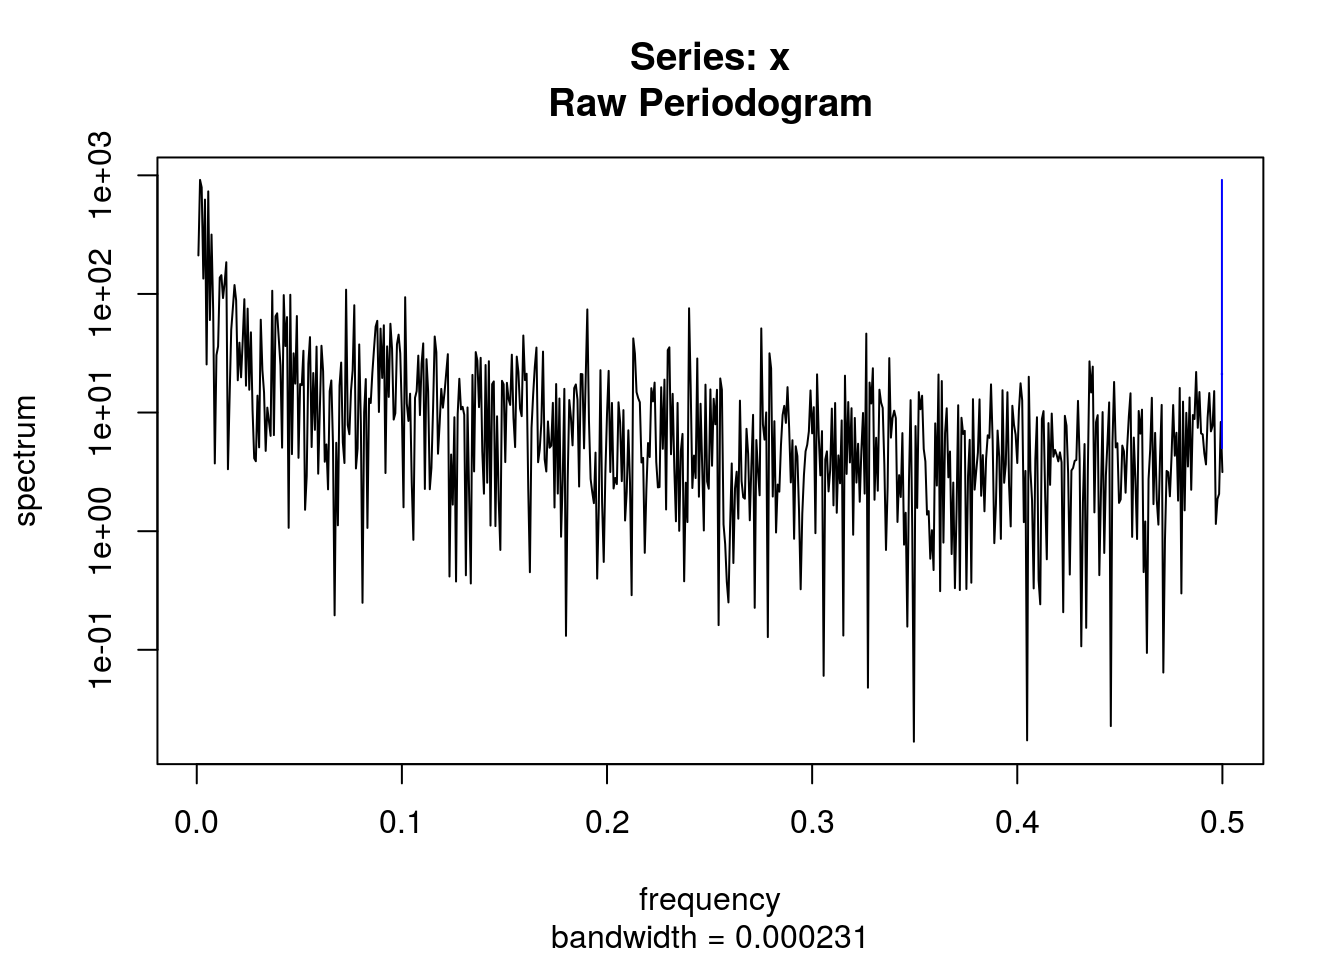 Series: x
Raw Periodogram
spectrum
1e+03
1e+02
1e+01
1e+00
1e-01
0.0 0.1 0.2 0.3 0.4 0.5
frequency
bandwidth = 0.000231